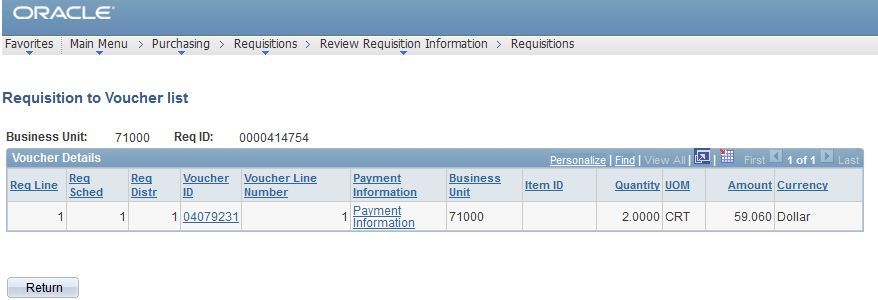 ORACLE
Favorites Main Menu > Purchasing > Requisitions > Review Requisition Information > Requisitions
Requisition to Voucher list
Business Unit: 71000 Req ID: 0000414754
Voucher Details Personalize | Find | View All | | First 1 of 1 Last
Req Line Req Sched Req Distr Voucher ID Voucher Line Number Payment Information Business Unit Item ID Quantity UOM Amount Currency
1 1 1 04079231 1 Payment Information 71000 2.0000 CRT 59.060 Dollar
Return